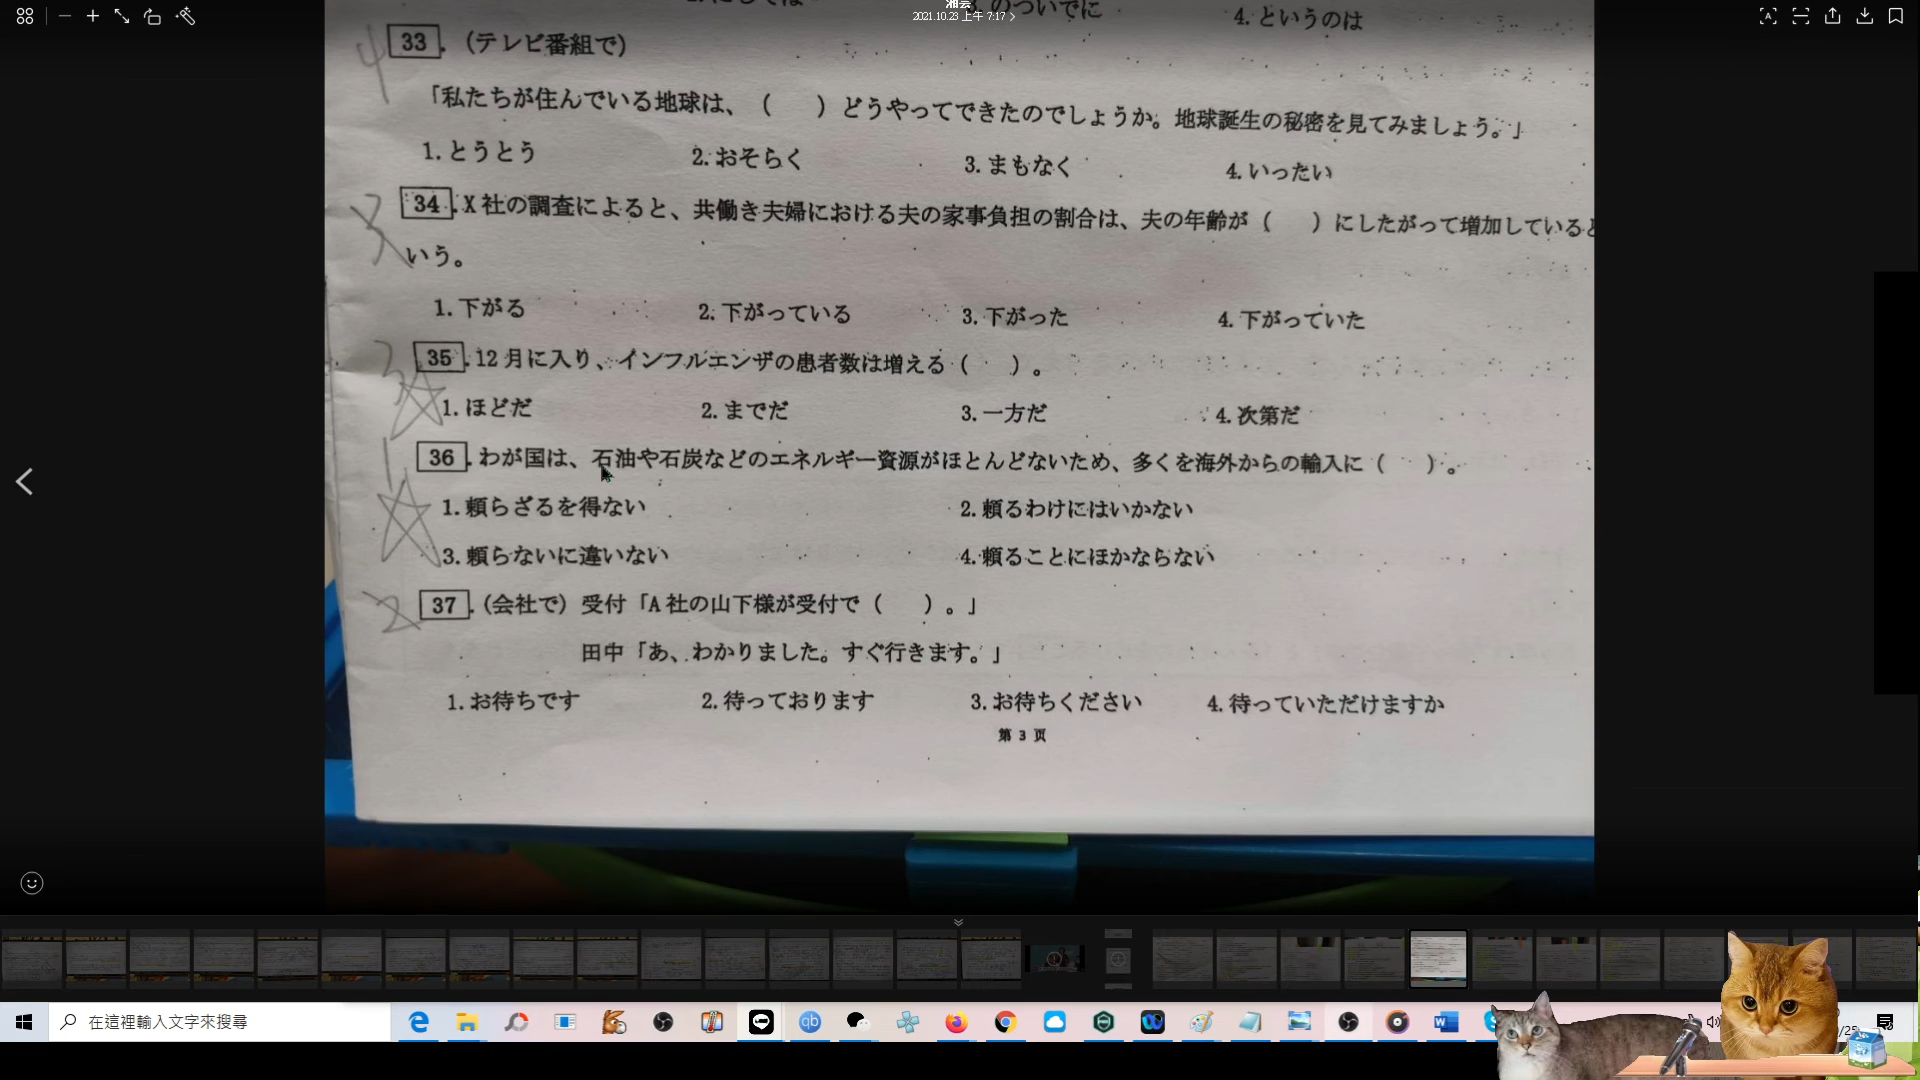 湘雲
2021.10.23 上午 7:17
のついでに
4. というのは
4
33 . (テレビ番組で)
「私たちが住んでいる地球は、（　　）どうやってできたのでしょうか。地球誕生の秘密を見てみましょう。」
1. とうとう 2. おそらく 3. まもなく 4. いったい
34 . X 社の調査によると、共働き夫婦における夫の家事負担の割合は、夫の年齢が（　　）にしたがって増加していると
いう。
1. 下がる 2. 下がっている 3. 下がった 4. 下がっていた
3
35 . 12 月に入り、インフルエンザの患者数は増える（　　）。
1. ほどだ 2. までだ 3. 一方だ 4. 次第だ
1
36 . わが国は、石油や石炭などのエネルギー資源がほとんどないため、多くを海外からの輸入に（　　）。
1. 頼らざるを得ない 2. 頼るわけにはいかない
3. 頼らないに違いない 4. 頼ることにほかならない
2
37 . (会社で) 受付「A 社の山下様が受付で（　　）。」
田中「あ、わかりました。すぐ行きます。」
1. お待ちです 2. 待っております 3. お待ちください 4. 待っていただけますか
第 3 页
在這裡輸入文字來搜尋